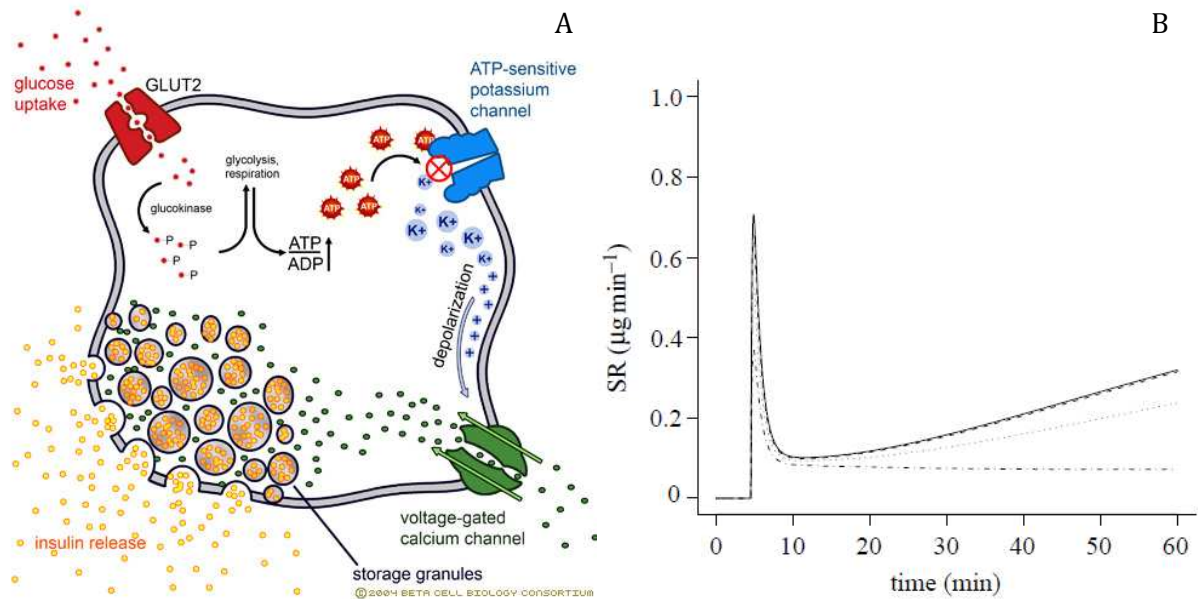 A
glucose
uptake
GLUT2
ATP-sensitive
potassium
channel
glycolysis,
respiration
glucokinase
P
P
P
P
P
ATP
ADP
ATP
ATP
ATP
ATP
ATP
K+
K+
K+
K+
K+
K+
K+
depolarization
insulin release
storage granules
voltage-gated
calcium channel
© 2004 BETA CELL BIOLOGY CONSORTIUM
B
SR (µg min⁻¹)
1.0
0.8
0.6
0.4
0.2
0
0 10 20 30 40 50 60
time (min)